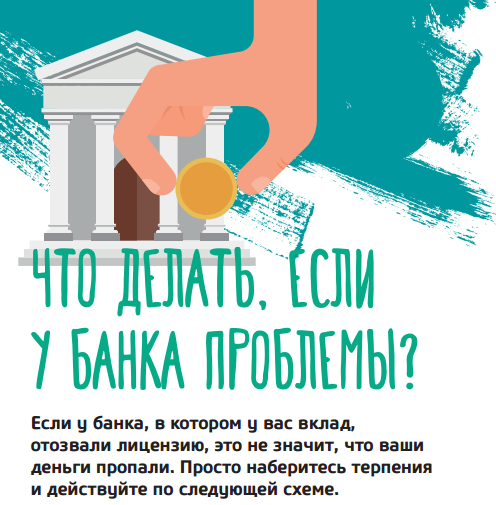 ЧТО ДЕЛАТЬ, ЕСЛИ
У БАНКА ПРОБЛЕМЫ?
Если у банка, в котором у вас вклад,
отозвали лицензию, это не значит, что ваши
деньги пропали. Просто наберитесь терпения
и действуйте по следующей схеме.